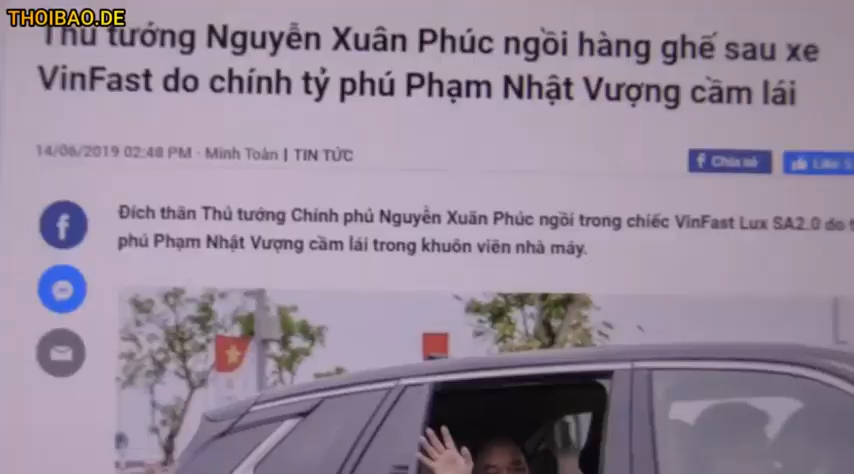 THOIBAO.DE
Thủ tướng Nguyễn Xuân Phúc ngồi hàng ghế sau xe
VinFast do chính tỷ phú Phạm Nhật Vượng cầm lái
14/06/2019 02:48 PM - Minh Toàn | TIN TỨC
f Chia sẻ
Like
Đích thân Thủ tướng Chính phủ Nguyễn Xuân Phúc ngồi trong chiếc VinFast Lux SA2.0 do
phú Phạm Nhật Vượng cầm lái trong khuôn viên nhà máy.